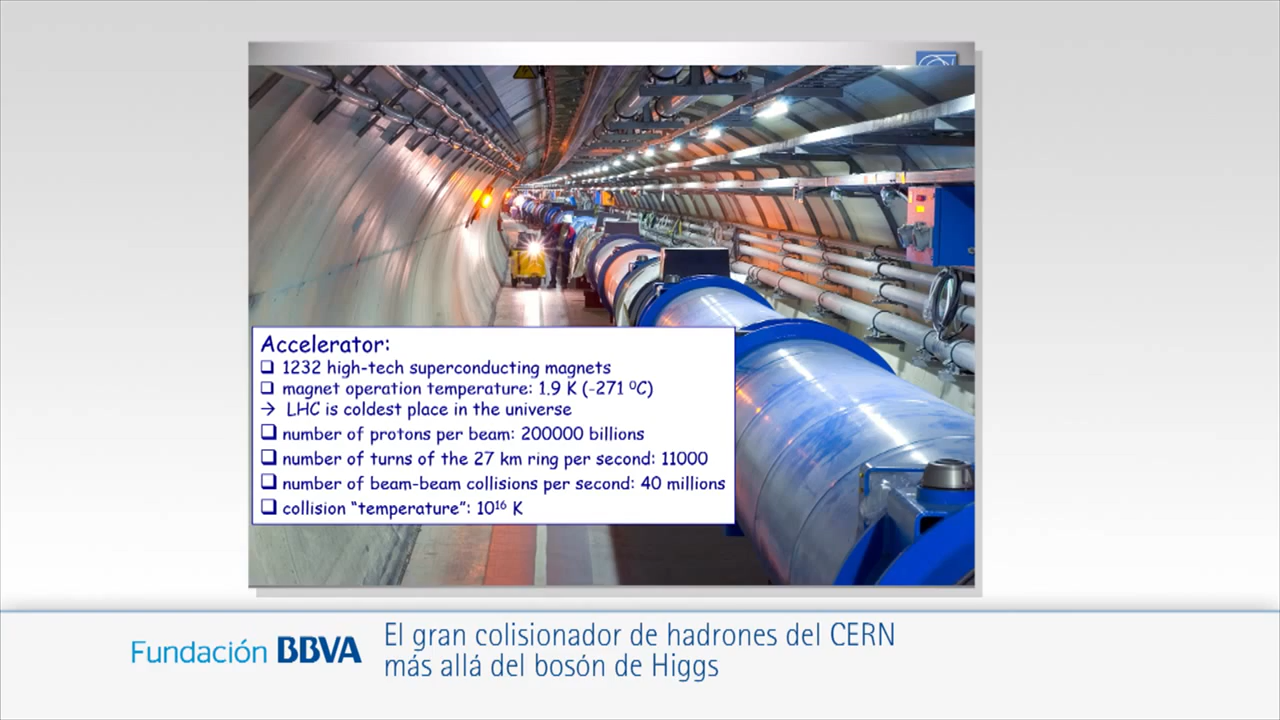 Accelerator:
❑ 1232 high-tech superconducting magnets
❑ magnet operation temperature: 1.9 K (-271 ⁰C)
→ LHC is coldest place in the universe
❑ number of protons per beam: 200000 billions
❑ number of turns of the 27 km ring per second: 11000
❑ number of beam-beam collisions per second: 40 millions
❑ collision “temperature”: 10¹⁶ K
Fundación BBVA
El gran colisionador de hadrones del CERN
más allá del bosón de Higgs